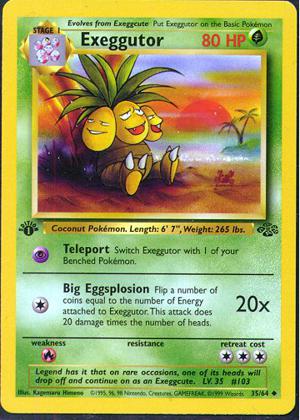 Evolves from Exeggcute Put Exeggutor on the Basic Pokémon
STAGE 1
Exeggutor 80 HP
Coconut Pokémon. Length: 6' 7", Weight: 265 lbs.
Edition
1
Teleport Switch Exeggutor with 1 of your
Benched Pokémon.
Big Eggsplosion Flip a number of
coins equal to the number of Energy
attached to Exeggutor. This attack does
20 damage times the number of heads.
20x
weakness resistance retreat cost
Legend has it that on rare occasions, one of its heads will
drop off and continue on as an Exeggcute. LV. 35 #103
Illus. Kagemaru Himeno ©1995, 96, 98 Nintendo, Creatures, GAMEFREAK. ©1999 Wizards. 35/64